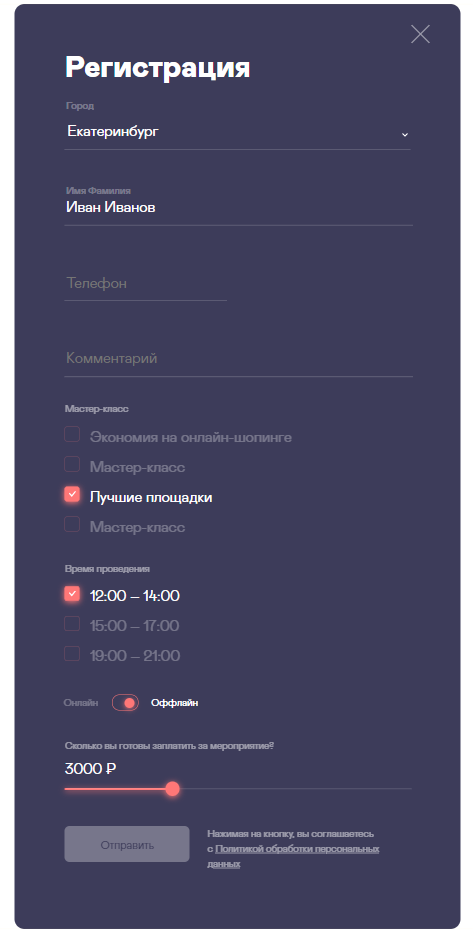 Регистрация
Город
Екатеринбург
Имя Фамилия
Иван Иванов
Телефон
Комментарий
Мастер-класс
Экономия на онлайн-шопинге
Мастер-класс
Лучшие площадки
Мастер-класс
Время проведения
12:00 – 14:00
15:00 – 17:00
19:00 – 21:00
Онлайн Оффлайн
Сколько вы готовы заплатить за мероприятие?
3000 ₽
Отправить
Нажимая на кнопку, вы соглашаетесь
с Политикой обработки персональных
данных